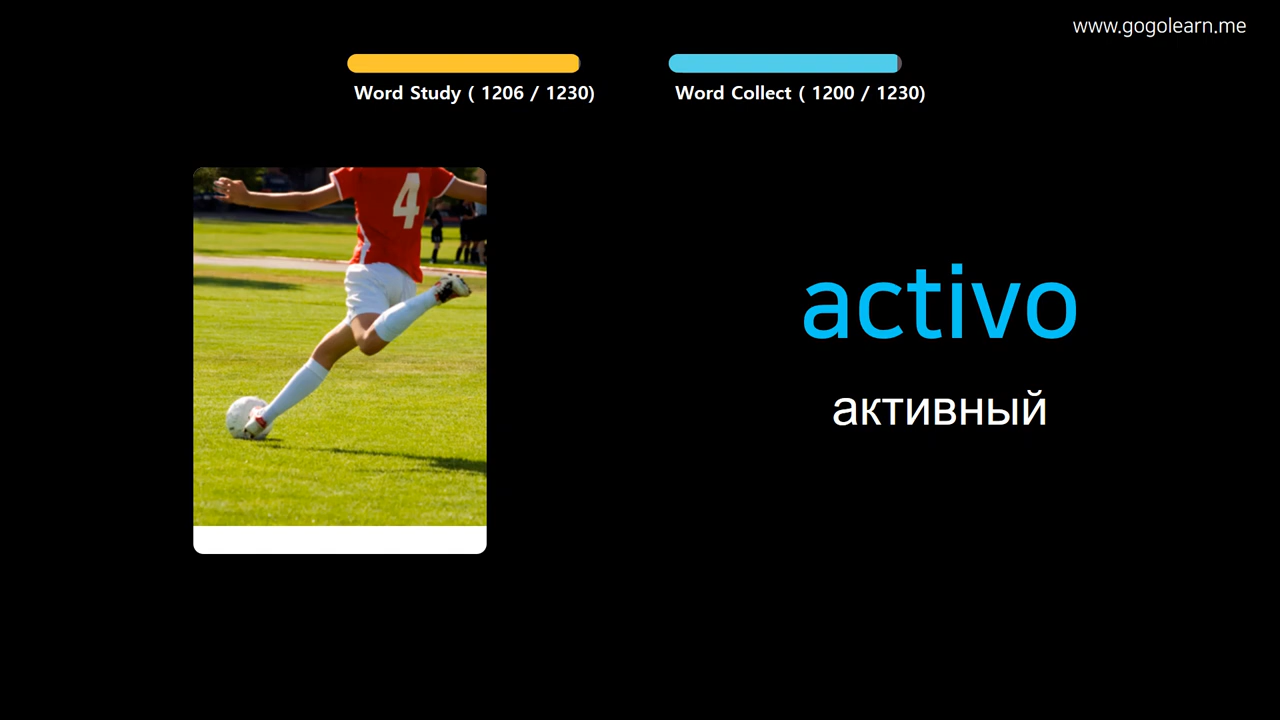 www.gogolearn.me
Word Study ( 1206 / 1230)
Word Collect ( 1200 / 1230)
4
activo
активный